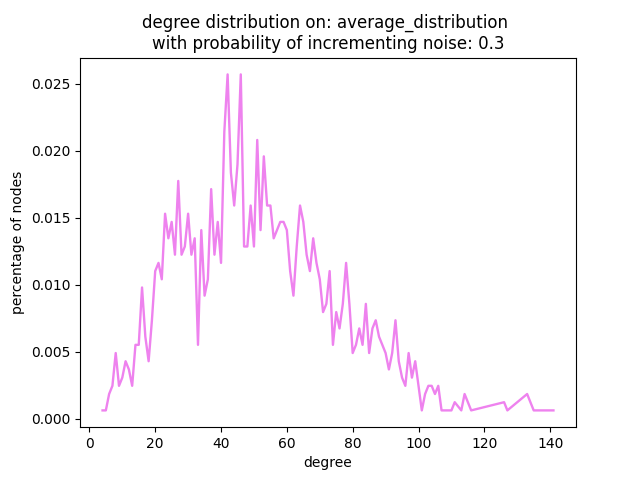 degree distribution on: average_distribution
with probability of incrementing noise: 0.3
percentage of nodes
0.025
0.020
0.015
0.010
0.005
0.000
0 20 40 60 80 100 120 140
degree